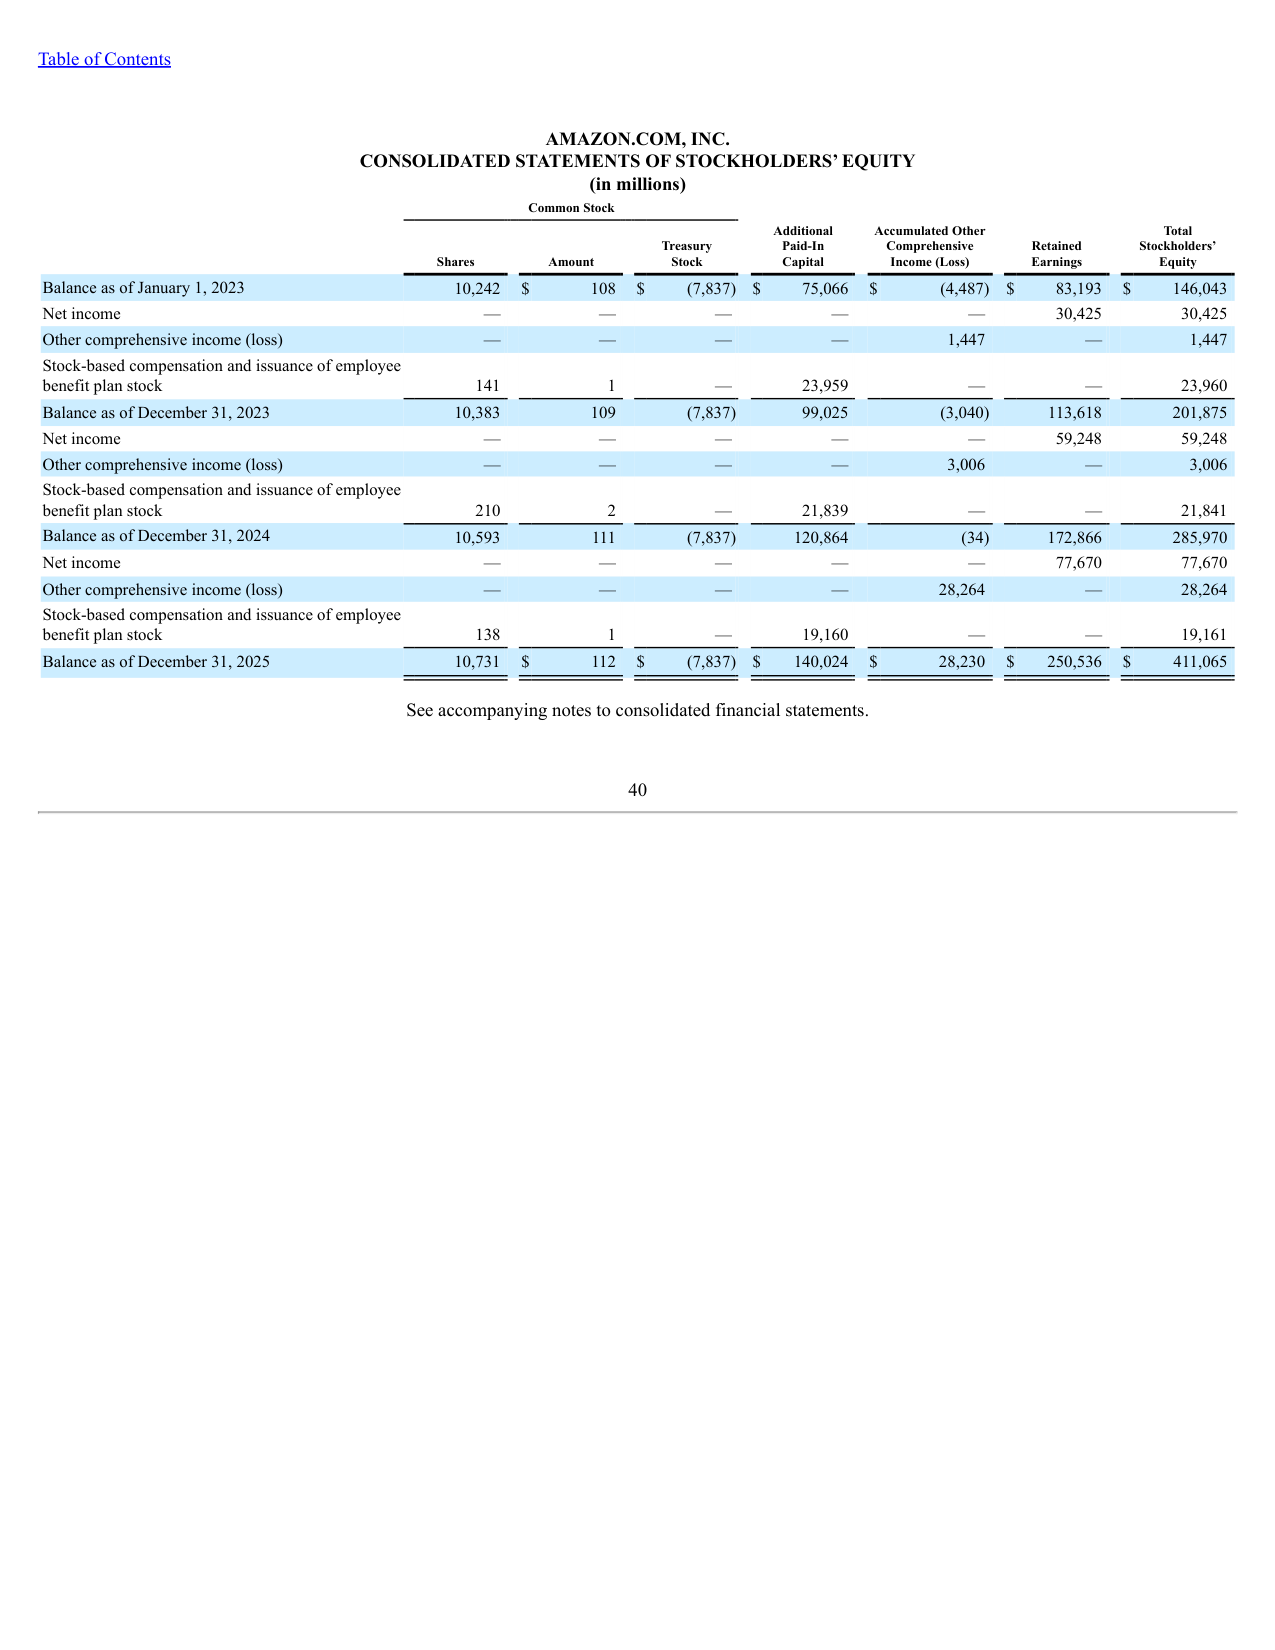 Table of Contents
AMAZON.COM, INC.
CONSOLIDATED STATEMENTS OF STOCKHOLDERS’ EQUITY
(in millions)
Common Stock
Shares Amount Treasury Stock Additional Paid-In Capital Accumulated Other Comprehensive Income (Loss) Retained Earnings Total Stockholders’ Equity
Balance as of January 1, 2023 10,242 $ 108 $ (7,837) $ 75,066 $ (4,487) $ 83,193 $ 146,043
Net income — — — — — 30,425 30,425
Other comprehensive income (loss) — — — — 1,447 — 1,447
Stock-based compensation and issuance of employee
benefit plan stock 141 1 — 23,959 — — 23,960
Balance as of December 31, 2023 10,383 109 (7,837) 99,025 (3,040) 113,618 201,875
Net income — — — — — 59,248 59,248
Other comprehensive income (loss) — — — — 3,006 — 3,006
Stock-based compensation and issuance of employee
benefit plan stock 210 2 — 21,839 — — 21,841
Balance as of December 31, 2024 10,593 111 (7,837) 120,864 (34) 172,866 285,970
Net income — — — — — 77,670 77,670
Other comprehensive income (loss) — — — — 28,264 — 28,264
Stock-based compensation and issuance of employee
benefit plan stock 138 1 — 19,160 — — 19,161
Balance as of December 31, 2025 10,731 $ 112 $ (7,837) $ 140,024 $ 28,230 $ 250,536 $ 411,065
See accompanying notes to consolidated financial statements.
40